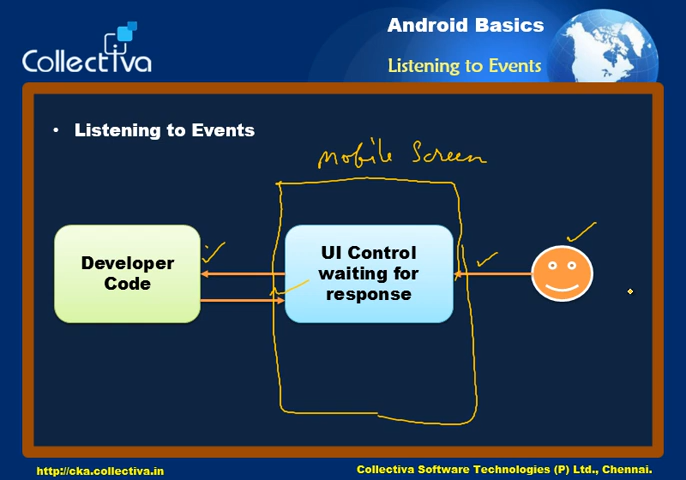 Collectiva
Android Basics
Listening to Events
• Listening to Events
Mobile Screen
Developer
Code
UI Control
waiting for
response
http://cka.collectiva.in
Collectiva Software Technologies (P) Ltd., Chennai.